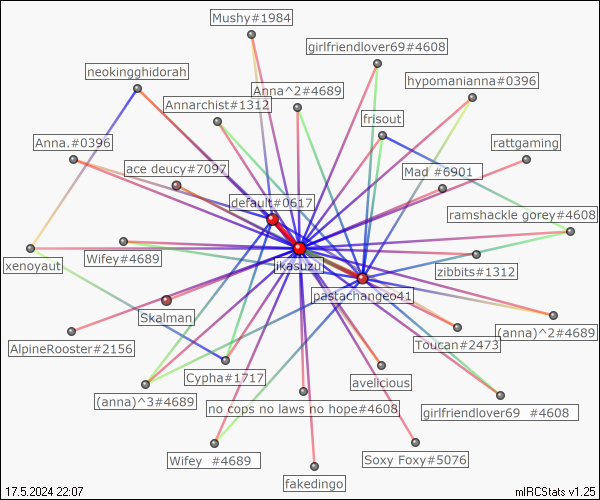 Mushy#1984
girlfriendlover69#4608
neokingghidorah
hypomanianna#0396
Anna^2#4689
Annarchist#1312
frisout
Anna.#0396
rattgaming
ace deucy#7097
Mad #6901
default#0617
ramshackle gorey#4608
Wifey#4689
xenoyaut
ikasuzu
zibbits#1312
pastachangeo41
Skalman
(anna)^2#4689
AlpineRooster#2156
Toucan#2473
Cypha#1717
avelicious
(anna)^3#4689
no cops no laws no hope#4608
girlfriendlover69 #4608
Wifey #4689
Soxy Foxy#5076
fakedingo
17.5.2024 22:07
mIRCStats v1.25